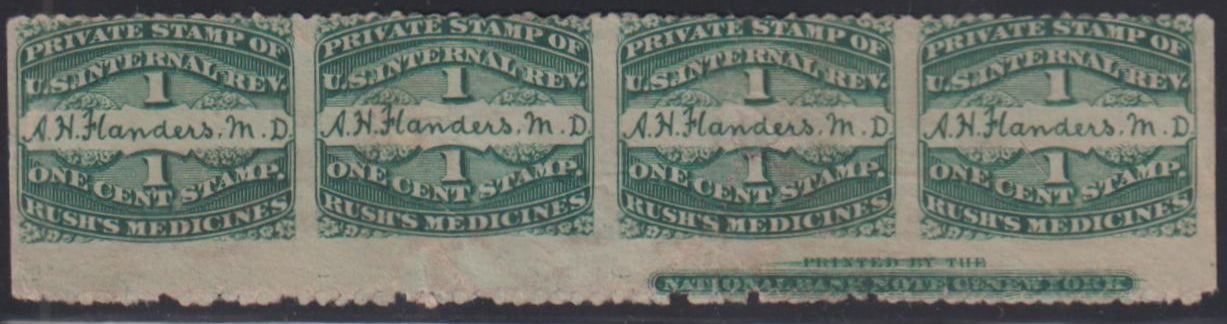 PRIVATE STAMP OF
U.S. INTERNAL REV.
1
A.H. Flanders, M.D
1
ONE CENT STAMP.
RUSH'S MEDICINES
PRIVATE STAMP OF
U.S. INTERNAL REV.
1
A.H. Flanders, M.D
1
ONE CENT STAMP.
RUSH'S MEDICINES
PRIVATE STAMP OF
U.S. INTERNAL REV.
1
A.H. Flanders, M.D
1
ONE CENT STAMP.
RUSH'S MEDICINES
PRIVATE STAMP OF
U.S. INTERNAL REV.
1
A.H. Flanders, M.D
1
ONE CENT STAMP.
RUSH'S MEDICINES
PRINTED BY THE
NATIONAL BANK NOTE CO. NEW YORK